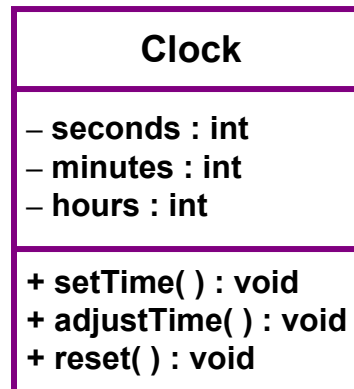 Clock
– seconds : int
– minutes : int
– hours : int
+ setTime( ) : void
+ adjustTime( ) : void
+ reset( ) : void